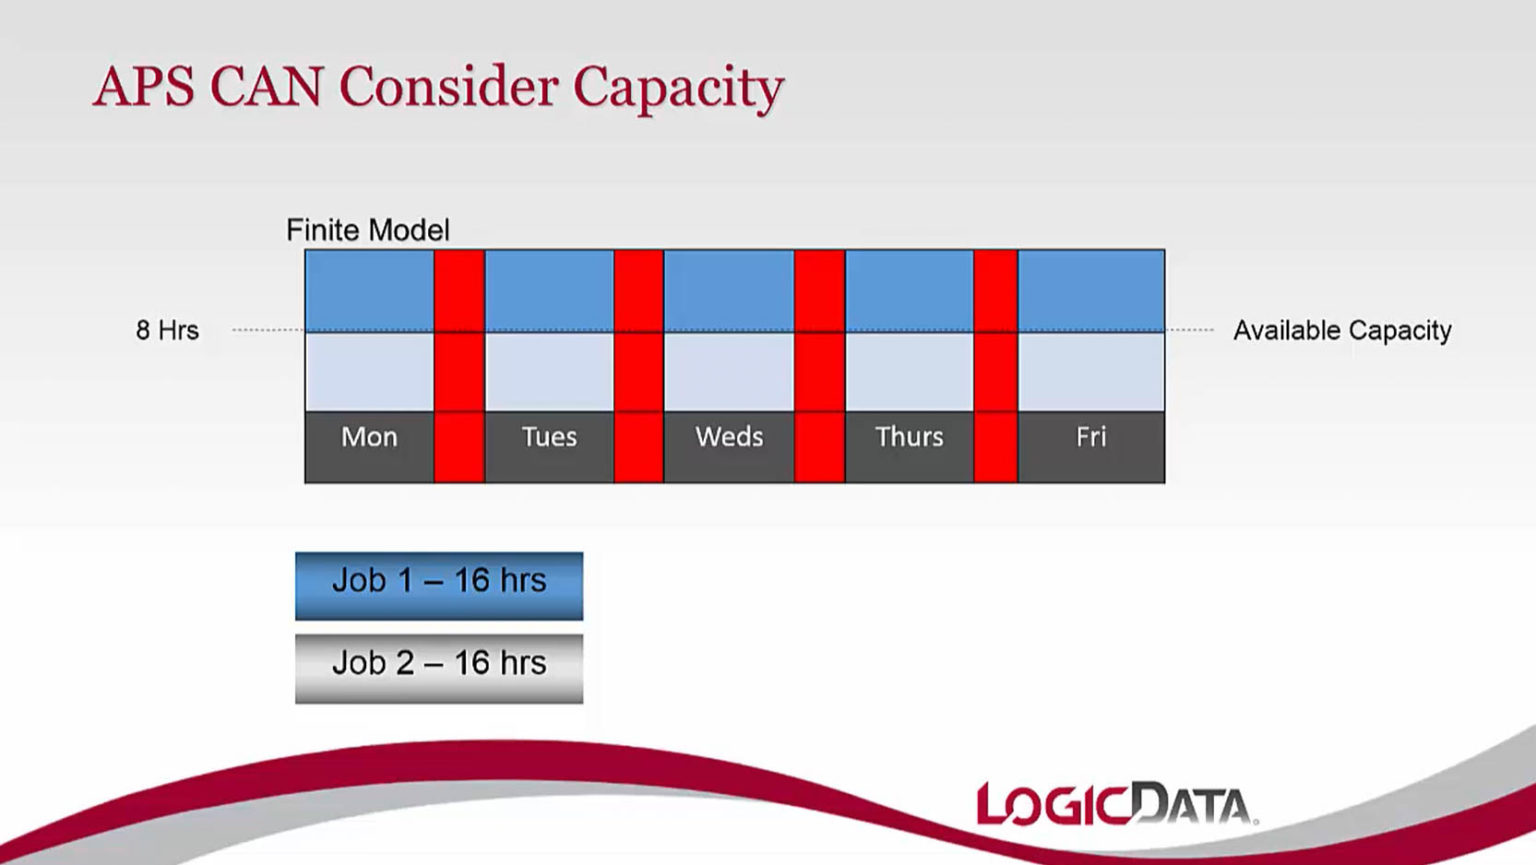 APS CAN Consider Capacity
Finite Model
8 Hrs
Available Capacity
Mon
Tues
Weds
Thurs
Fri
Job 1 – 16 hrs
Job 2 – 16 hrs
LOGICDATA